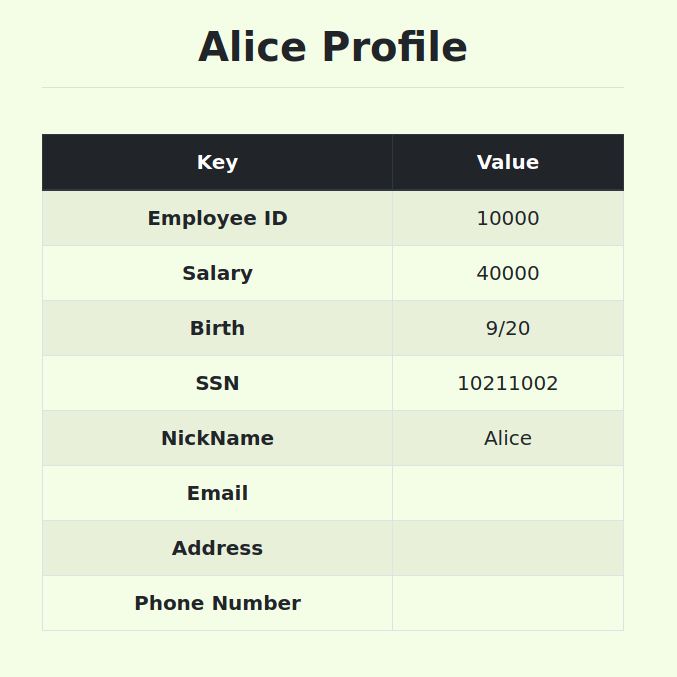 Alice Profile
Key Value
Employee ID 10000
Salary 40000
Birth 9/20
SSN 10211002
NickName Alice
Email
Address
Phone Number